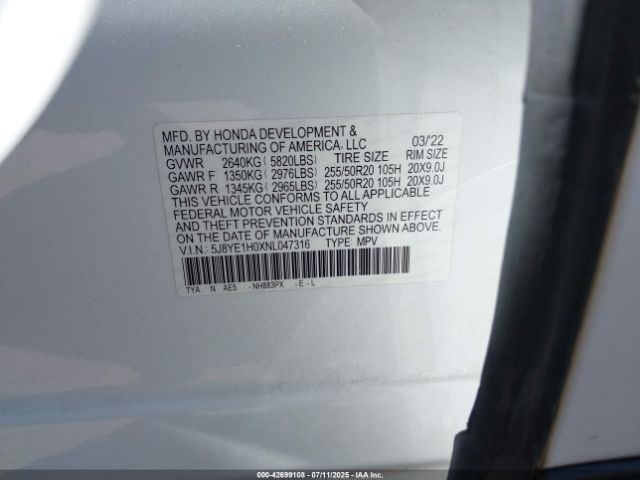 MFD. BY HONDA DEVELOPMENT &
MANUFACTURING OF AMERICA, LLC 03/'22
GVWR 2640KG ( 5820LBS) TIRE SIZE RIM SIZE
GAWR F 1350KG ( 2976LBS) 255/50R20 105H 20X9.0J
GAWR R 1345KG ( 2965LBS) 255/50R20 105H 20X9.0J
THIS VEHICLE CONFORMS TO ALL APPLICABLE
FEDERAL MOTOR VEHICLE SAFETY
AND THEFT PREVENTION STANDARDS IN EFFECT
ON THE DATE OF MANUFACTURE SHOWN ABOVE.
V.I.N.: 5J8YE1H0XNL047316 TYPE: MPV
TYA N AE5 - NH883PX - E - L
000-42699108 - 07/11/2025 - IAA Inc.